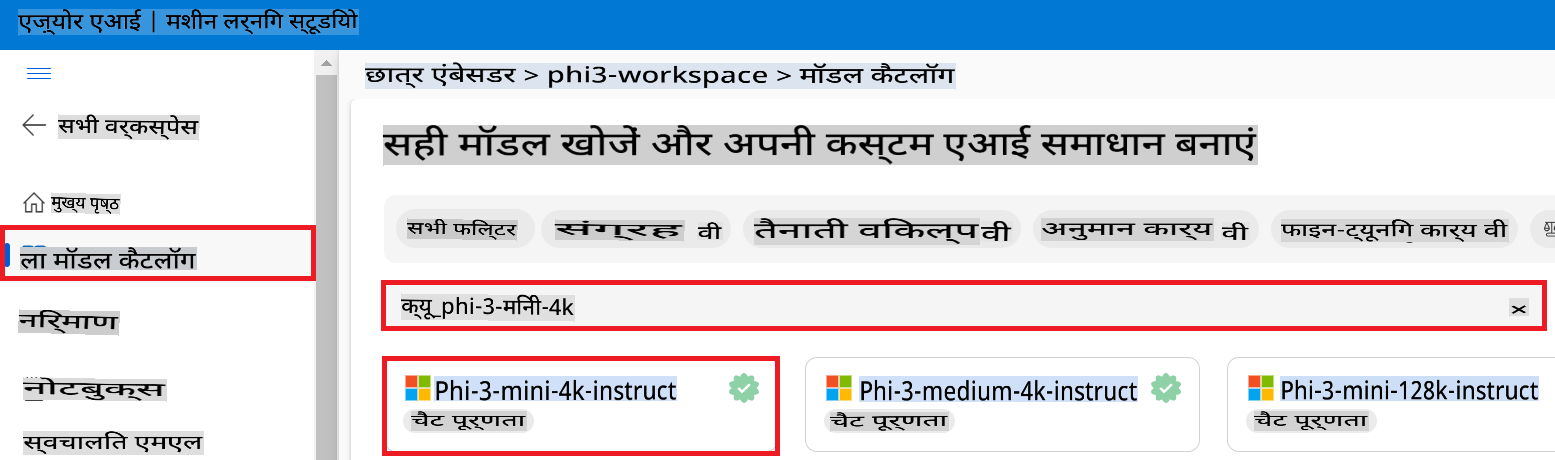 एज़्योर एआई | मशीन लर्निंग स्टूडियो
छात्र एंबेसडर > phi3-workspace > मॉडल कैटलॉग
सभी वर्कस्पेस
सही मॉडल खोजें और अपनी कस्टम एआई समाधान बनाएं
मुख्य पृष्ठ
सभी फ़िल्टर
संग्रह वी
तैनाती विकल्प वी
अनुमान कार्य वी
फाइन-ट्यूनिंग कार्य वी
ला मॉडल कैटलॉग
क्यू_phi-3-मिनी-4k
×
निर्माण
नोटबुक्स
Phi-3-mini-4k-instruct
चैट पूर्णता
Phi-3-medium-4k-instruct
चैट पूर्णता
Phi-3-mini-128k-instruct
चैट पूर्णता
स्वचालित एमएल